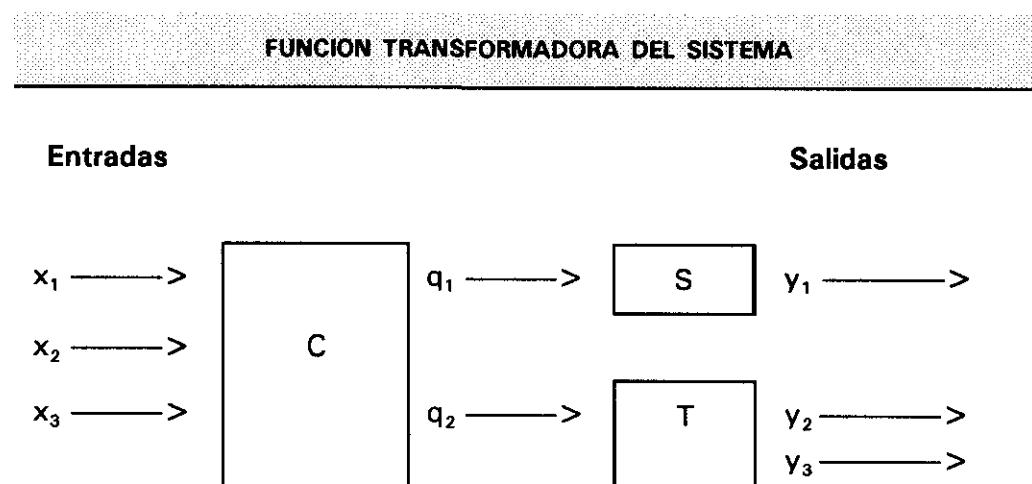 FUNCION TRANSFORMADORA DEL SISTEMA
Entradas Salidas
x₁ q₁ S y₁
x₂ C
x₃ q₂ T y₂
y₃